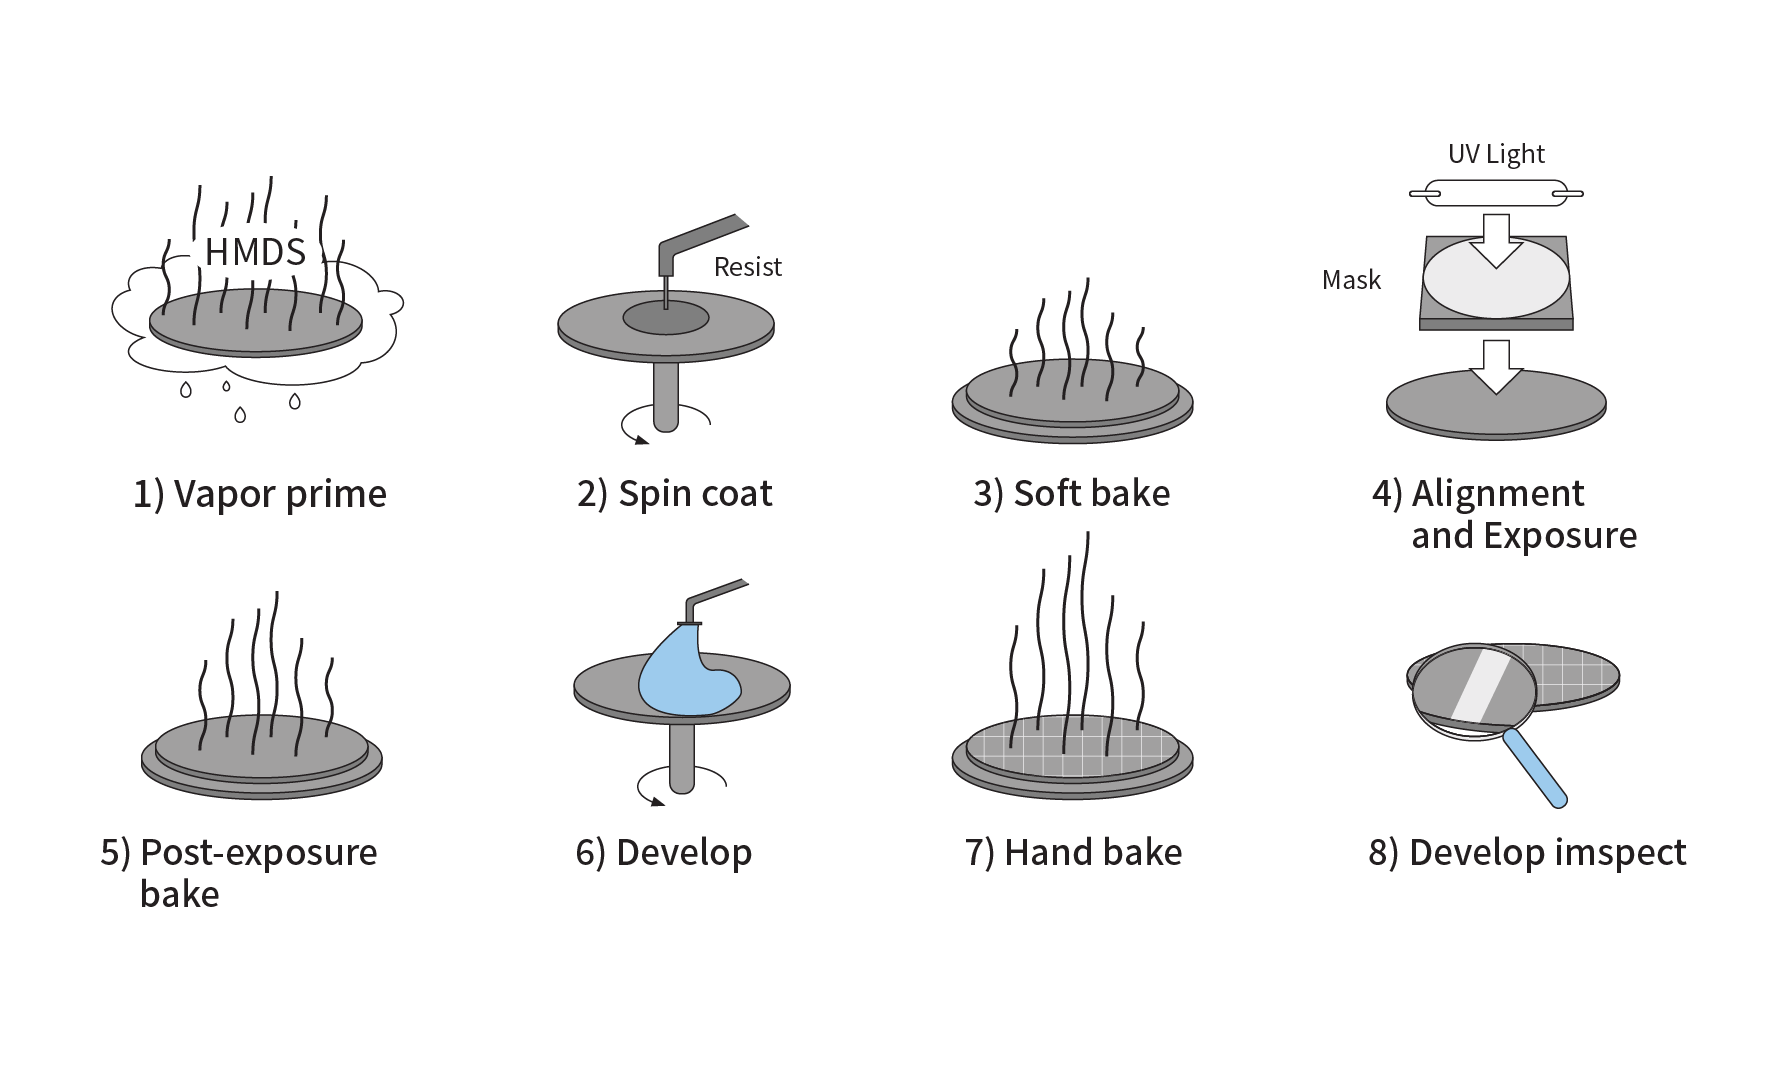 HMDS
1) Vapor prime
Resist
2) Spin coat
3) Soft bake
UV Light
Mask
4) Alignment
and Exposure
5) Post-exposure
bake
6) Develop
7) Hand bake
8) Develop imspect